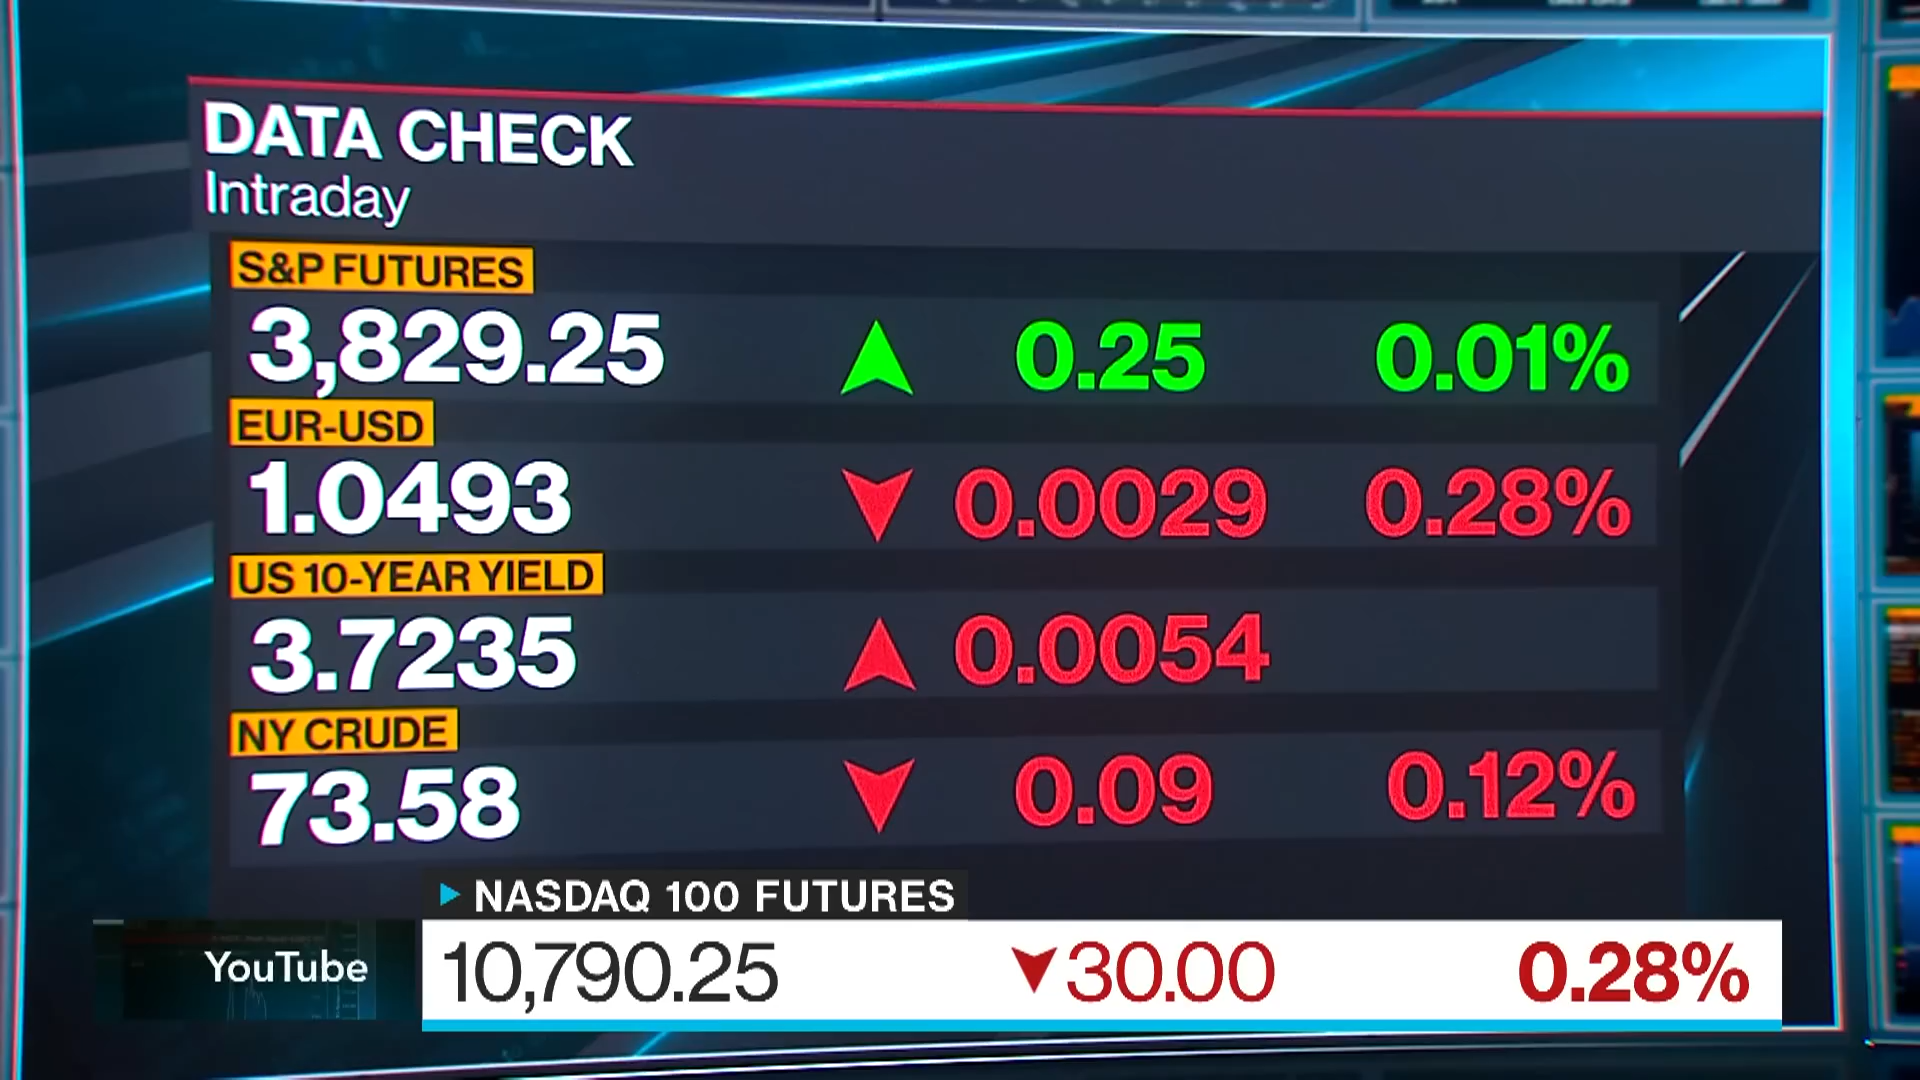 DATA CHECK
Intraday
S&P FUTURES
3,829.25 ▲ 0.25 0.01%
EUR-USD
1.0493 ▼ 0.0029 0.28%
US 10-YEAR YIELD
3.7235 ▲ 0.0054
NY CRUDE
73.58 ▼ 0.09 0.12%
NASDAQ 100 FUTURES
YouTube
10,790.25 ▼30.00 0.28%